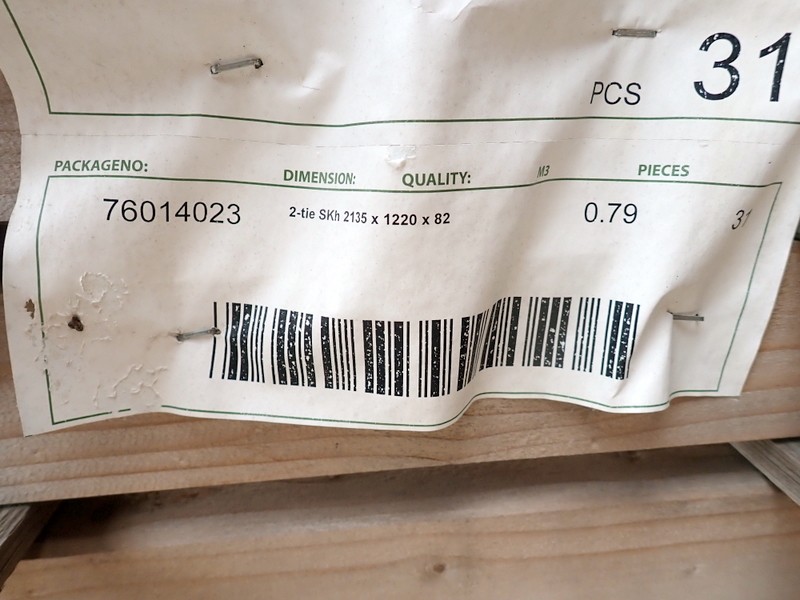 PCS 31
PACKAGENO: DIMENSION: QUALITY: M3 PIECES
76014023 2-tie SKh 2135 x 1220 x 82 0.79 31